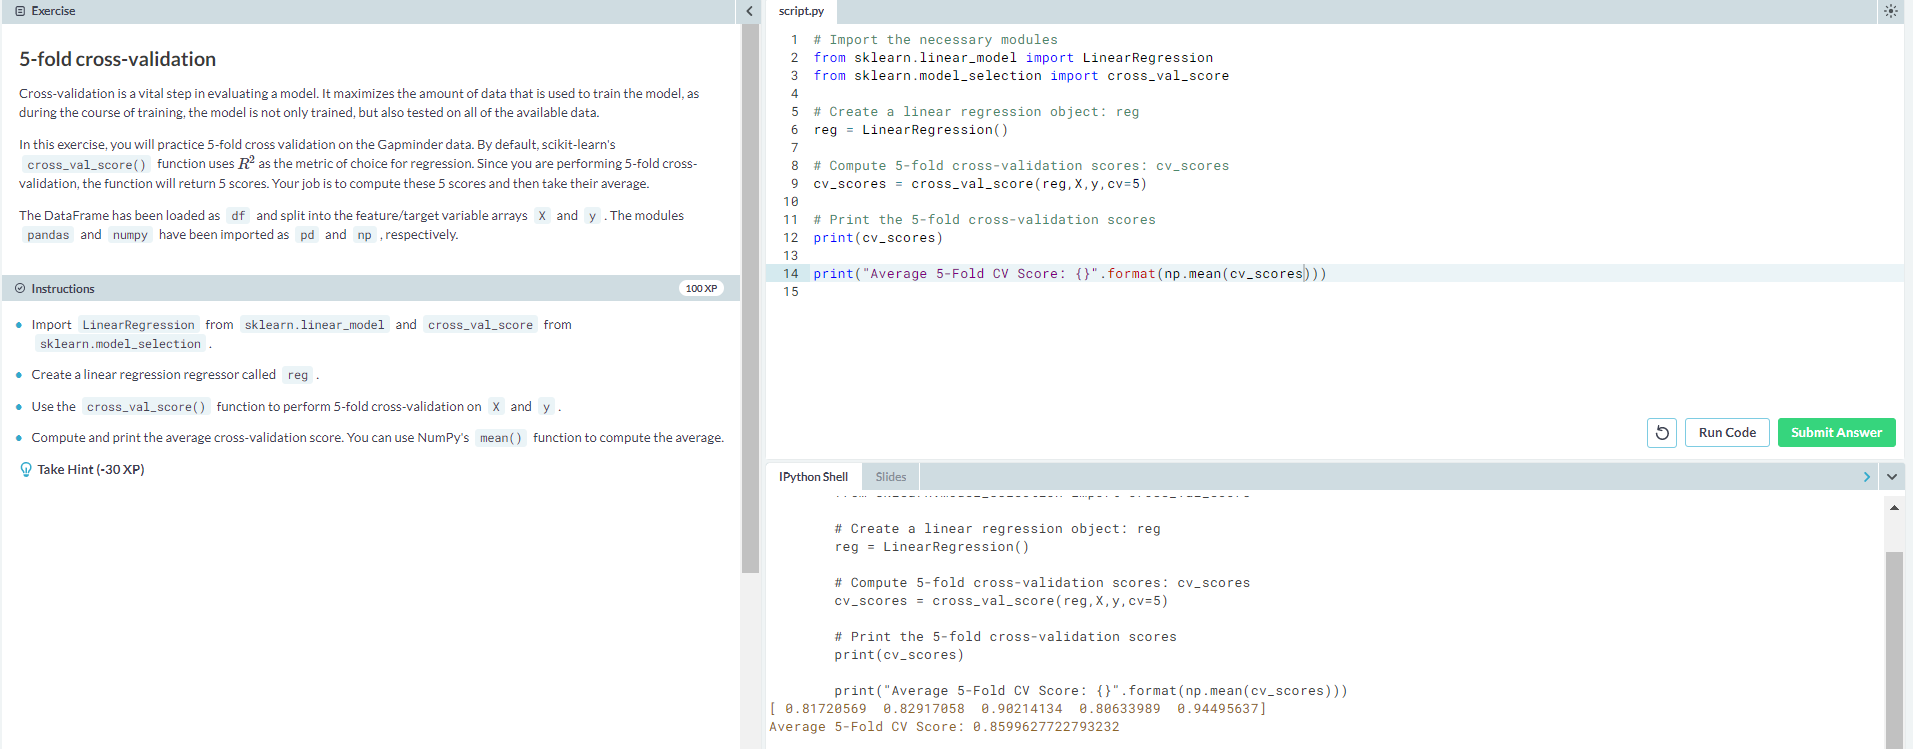 Exercise
5-fold cross-validation
Cross-validation is a vital step in evaluating a model. It maximizes the amount of data that is used to train the model, as
during the course of training, the model is not only trained, but also tested on all of the available data.
In this exercise, you will practice 5-fold cross validation on the Gapminder data. By default, scikit-learn's
cross_val_score() function uses R² as the metric of choice for regression. Since you are performing 5-fold cross-
validation, the function will return 5 scores. Your job is to compute these 5 scores and then take their average.
The DataFrame has been loaded as df and split into the feature/target variable arrays X and y . The modules
pandas and numpy have been imported as pd and np , respectively.
Instructions
100 XP
Import LinearRegression from sklearn.linear_model and cross_val_score from
sklearn.model_selection .
Create a linear regression regressor called reg .
Use the cross_val_score() function to perform 5-fold cross-validation on X and y .
Compute and print the average cross-validation score. You can use NumPy's mean() function to compute the average.
Take Hint (-30 XP)
script.py
1 # Import the necessary modules
2 from sklearn.linear_model import LinearRegression
3 from sklearn.model_selection import cross_val_score
4
5 # Create a linear regression object: reg
6 reg = LinearRegression()
7
8 # Compute 5-fold cross-validation scores: cv_scores
9 cv_scores = cross_val_score(reg,X,y,cv=5)
10
11 # Print the 5-fold cross-validation scores
12 print(cv_scores)
13
14 print("Average 5-Fold CV Score: {}".format(np.mean(cv_scores)))
15
Run Code
Submit Answer
IPython Shell
Slides
# Create a linear regression object: reg
reg = LinearRegression()
# Compute 5-fold cross-validation scores: cv_scores
cv_scores = cross_val_score(reg,X,y,cv=5)
# Print the 5-fold cross-validation scores
print(cv_scores)
print("Average 5-Fold CV Score: {}".format(np.mean(cv_scores)))
[ 0.81720569 0.82917058 0.90214134 0.80633989 0.94495637]
Average 5-Fold CV Score: 0.8599627722793232